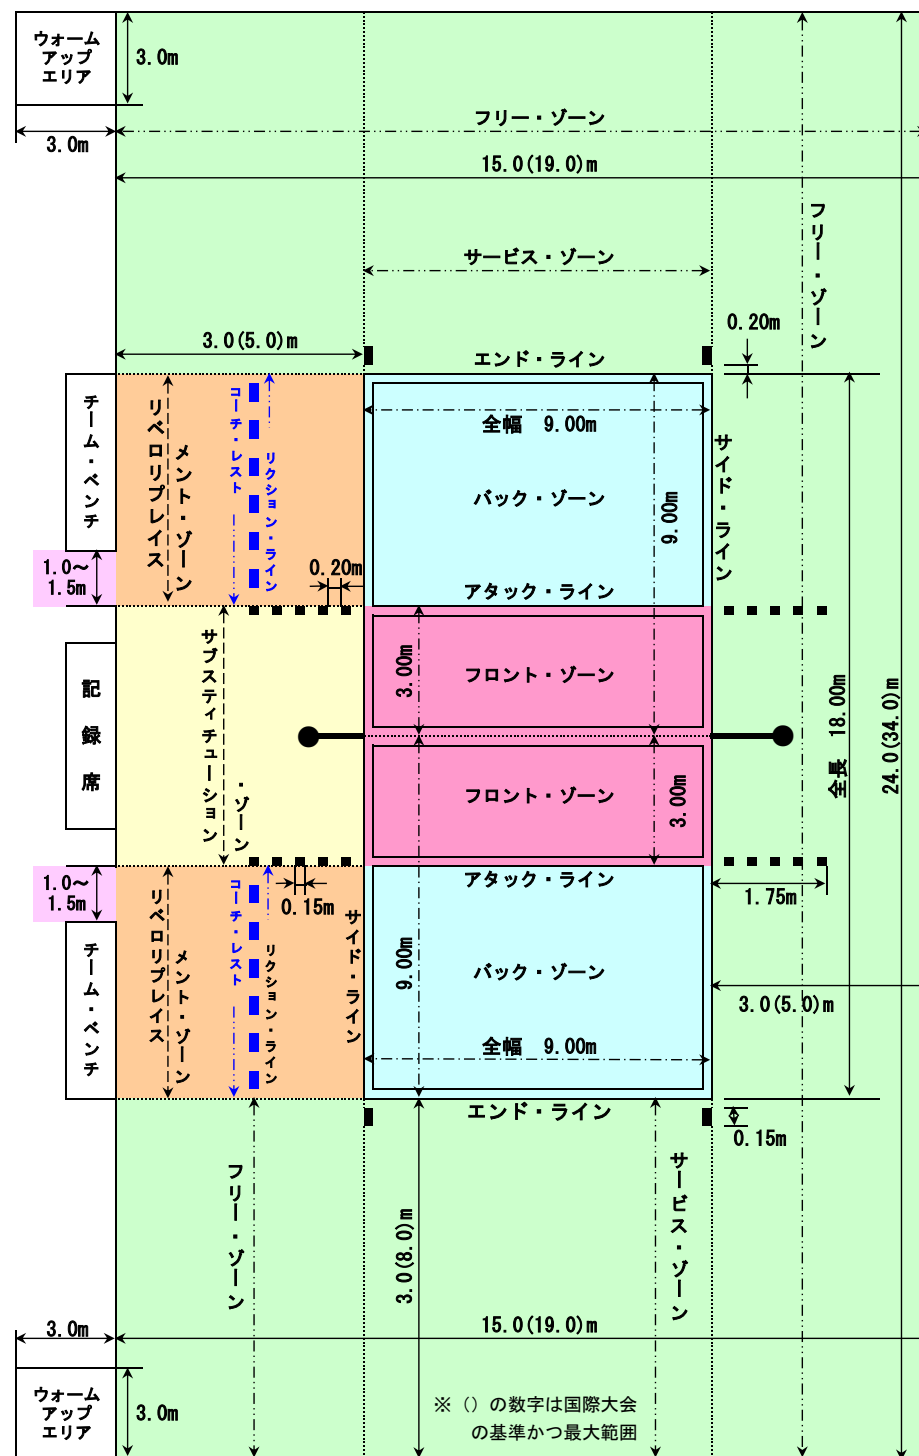 ウォーム
アップ
エリア
3.0m
3.0m
フリー・ゾーン
15.0(19.0)m
フリー・ゾーン
サービス・ゾーン
0.20m
3.0(5.0)m
エンド・ライン
チーム・ベンチ
リベロリプレイス
メント・ゾーン
コーチ・レスト
リクション・ライン
全幅 9.00m
サイド・ライン
バック・ゾーン
9.00m
1.0～
1.5m
0.20m
アタック・ライン
サブスティチューション
・ゾーン
3.00m
フロント・ゾーン
記録席
全長 18.00m
24.0(34.0)m
フロント・ゾーン
3.00m
1.0～
1.5m
アタック・ライン
0.15m
1.75m
チーム・ベンチ
リベロリプレイス
メント・ゾーン
コーチ・レスト
リクション・ライン
サイド・ライン
9.00m
バック・ゾーン
3.0(5.0)m
全幅 9.00m
エンド・ライン
0.15m
フリー・ゾーン
3.0(8.0)m
サービス・ゾーン
3.0m
15.0(19.0)m
ウォーム
アップ
エリア
3.0m
※（）の数字は国際大会
の基準かつ最大範囲